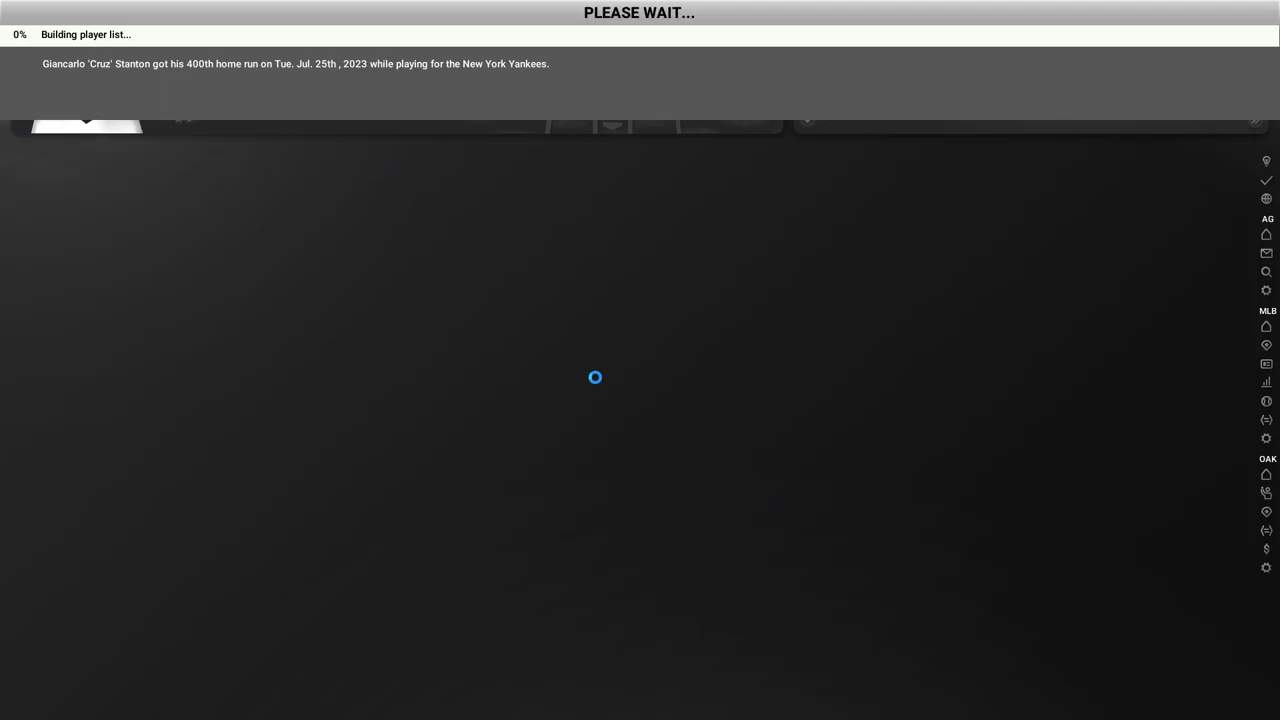 PLEASE WAIT...
0% Building player list...
Giancarlo 'Cruz' Stanton got his 400th home run on Tue. Jul. 25th , 2023 while playing for the New York Yankees.
AG
MLB
OAK